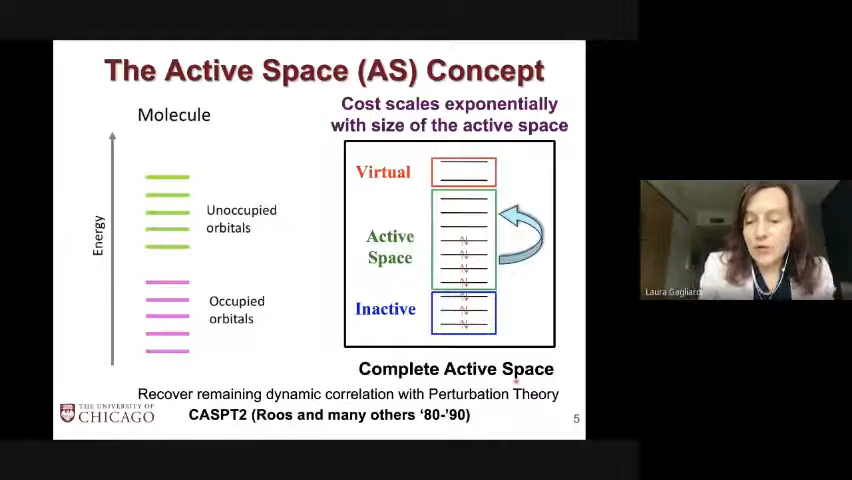 The Active Space (AS) Concept
Molecule
Energy
Unoccupied
orbitals
Occupied
orbitals
Cost scales exponentially
with size of the active space
Virtual
Active
Space
Inactive
Complete Active Space
Recover remaining dynamic correlation with Perturbation Theory
CASPT2 (Roos and many others ‘80-’90)
THE UNIVERSITY OF
CHICAGO
5
Laura Gagliardi